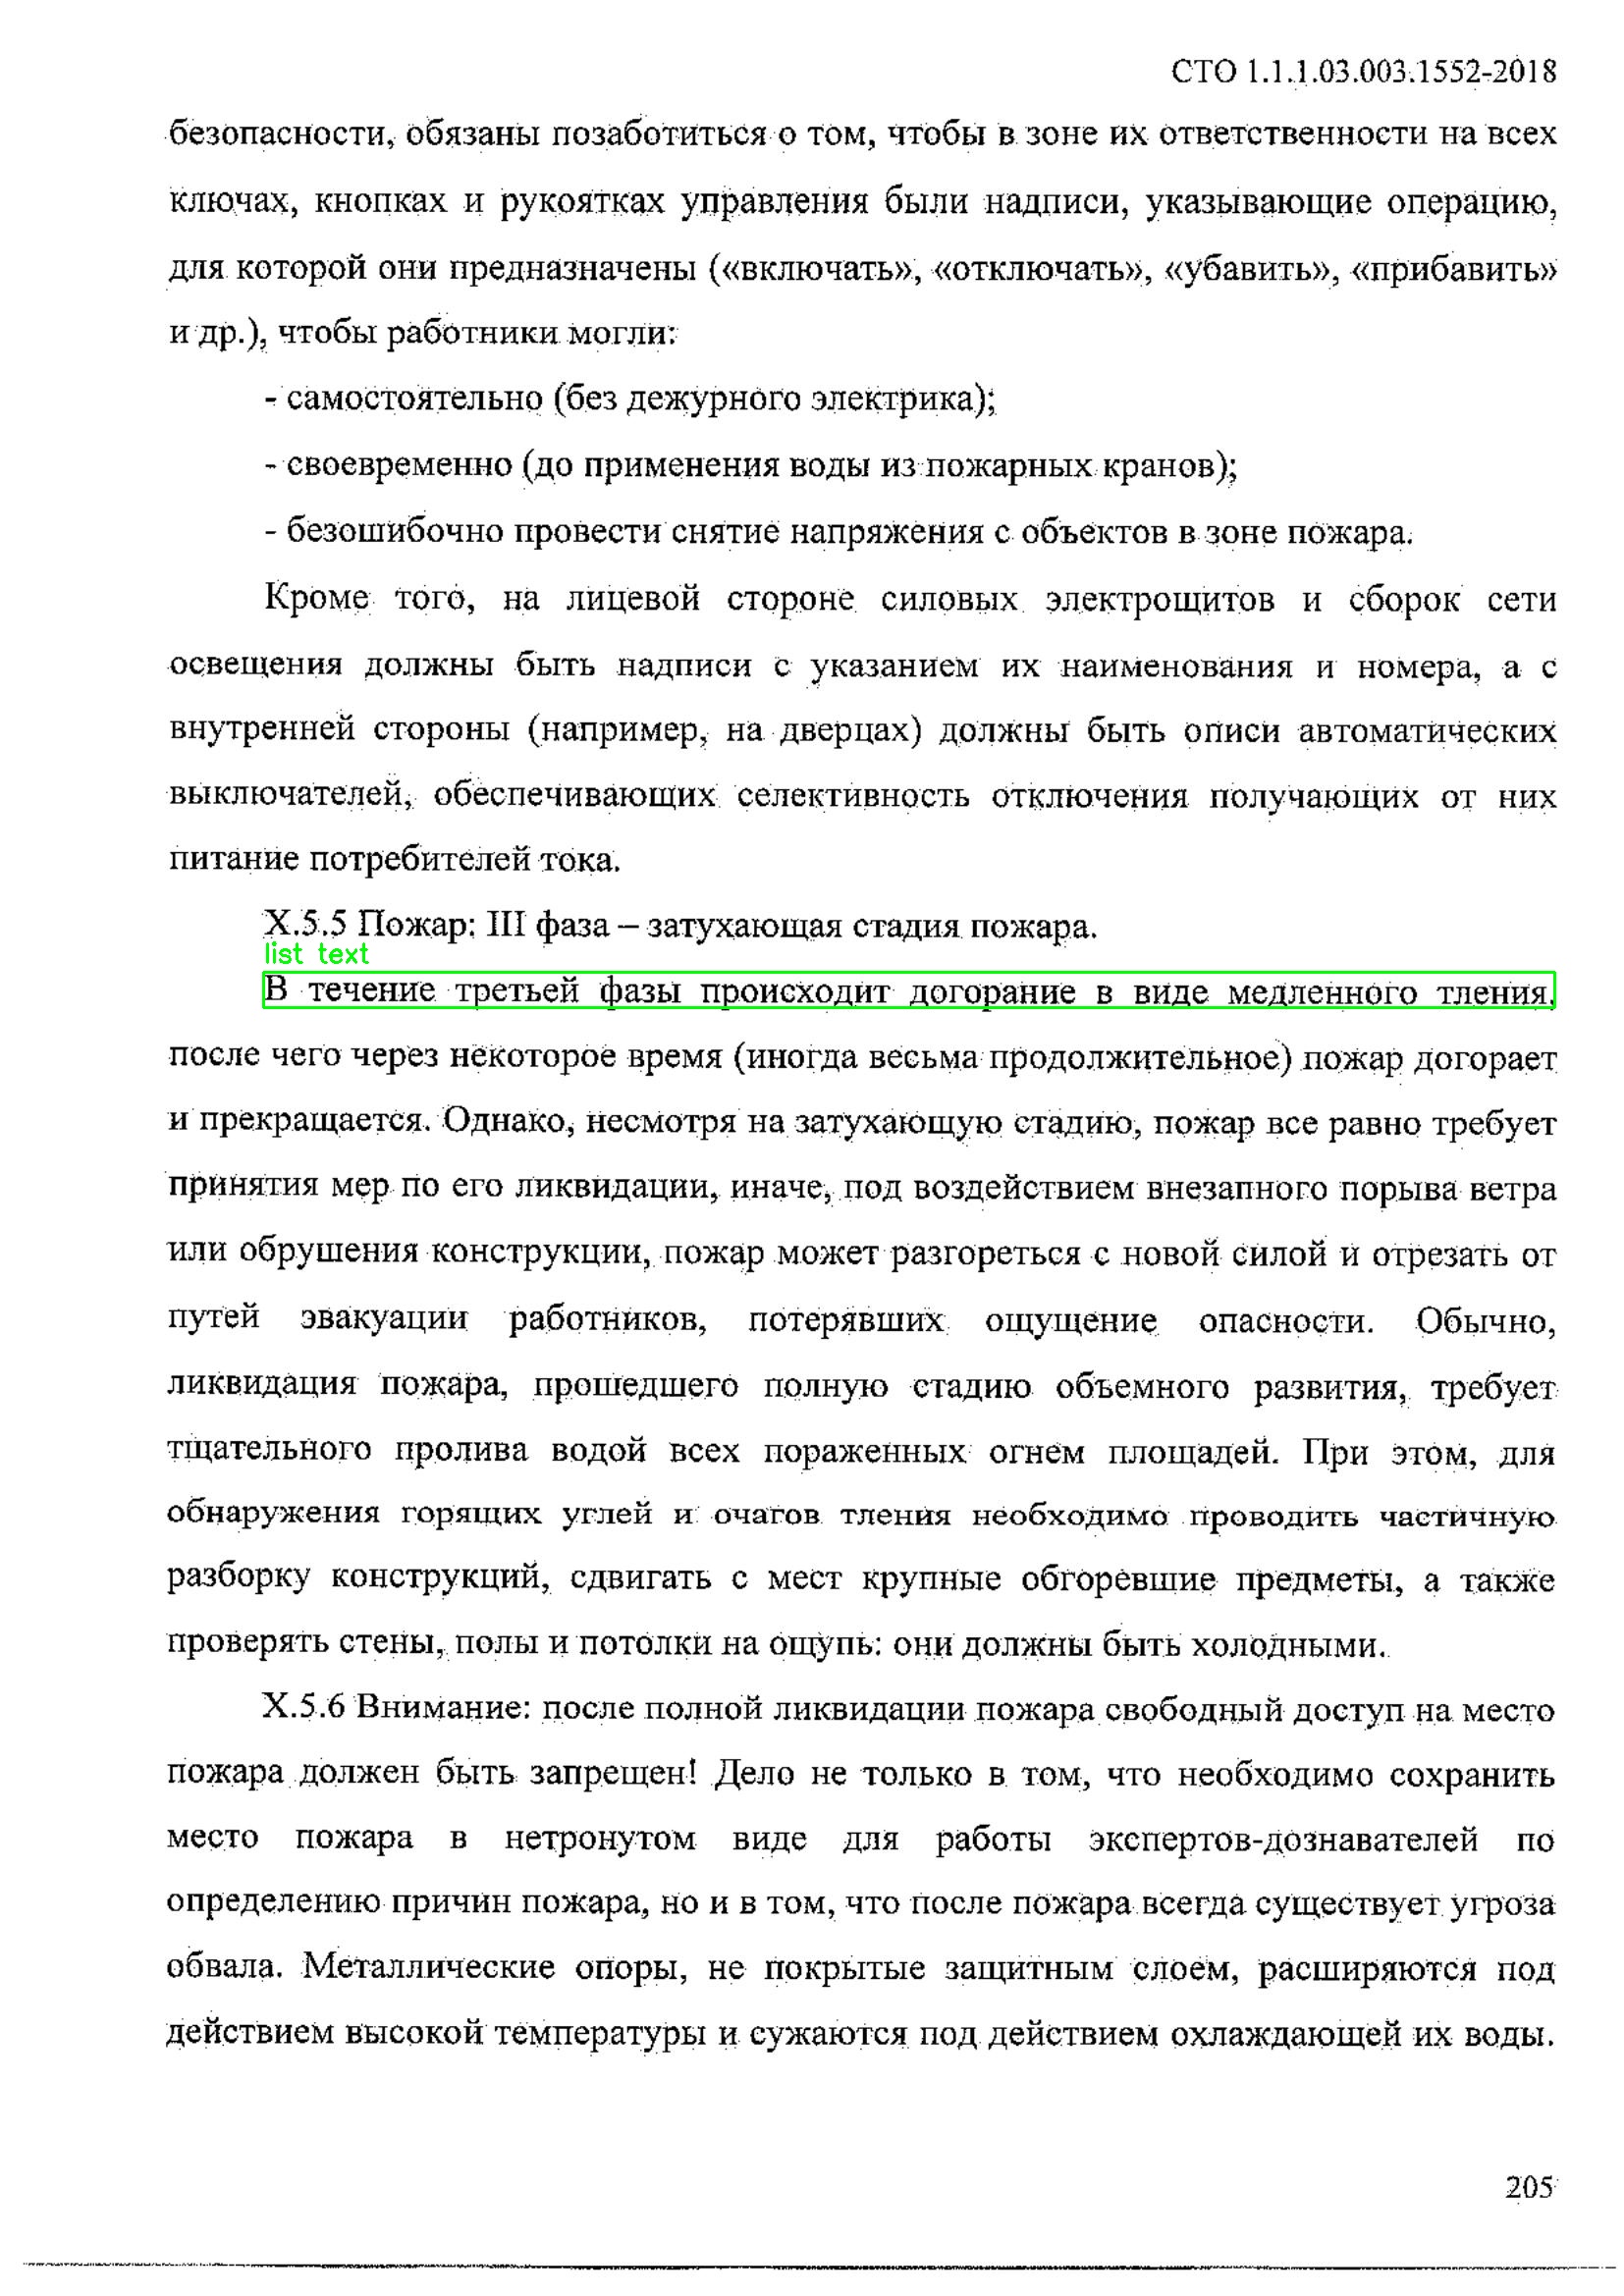 СТО 1.1.1.03.003.1552-2018
безопасности, обязаны позаботиться о том, чтобы в зоне их ответственности на всех
ключах, кнопках и рукоятках управления были надписи, указывающие операцию,
для которой они предназначены («включать», «отключать», «убавить», «прибавить»
и др.), чтобы работники могли:
- самостоятельно (без дежурного электрика);
- своевременно (до применения воды из пожарных кранов);
- безошибочно провести снятие напряжения с объектов в зоне пожара.
Кроме того, на лицевой стороне силовых электрощитов и сборок сети
освещения должны быть надписи с указанием их наименования и номера, а с
внутренней стороны (например, на дверцах) должны быть описи автоматических
выключателей, обеспечивающих селективность отключения получающих от них
питание потребителей тока.
Х.5.5 Пожар: III фаза – затухающая стадия пожара.
list text
В течение третьей фазы происходит догорание в виде медленного тления,
после чего через некоторое время (иногда весьма продолжительное) пожар догорает
и прекращается. Однако, несмотря на затухающую стадию, пожар все равно требует
принятия мер по его ликвидации, иначе, под воздействием внезапного порыва ветра
или обрушения конструкции, пожар может разгореться с новой силой и отрезать от
путей эвакуации работников, потерявших ощущение опасности. Обычно,
ликвидация пожара, прошедшего полную стадию объемного развития, требует
тщательного пролива водой всех пораженных огнем площадей. При этом, для
обнаружения горящих углей и очагов тления необходимо проводить частичную
разборку конструкций, сдвигать с мест крупные обгоревшие предметы, а также
проверять стены, полы и потолки на ощупь: они должны быть холодными.
Х.5.6 Внимание: после полной ликвидации пожара свободный доступ на место
пожара должен быть запрещен! Дело не только в том, что необходимо сохранить
место пожара в нетронутом виде для работы экспертов-дознавателей по
определению причин пожара, но и в том, что после пожара всегда существует угроза
обвала. Металлические опоры, не покрытые защитным слоем, расширяются под
действием высокой температуры и сужаются под действием охлаждающей их воды.
205